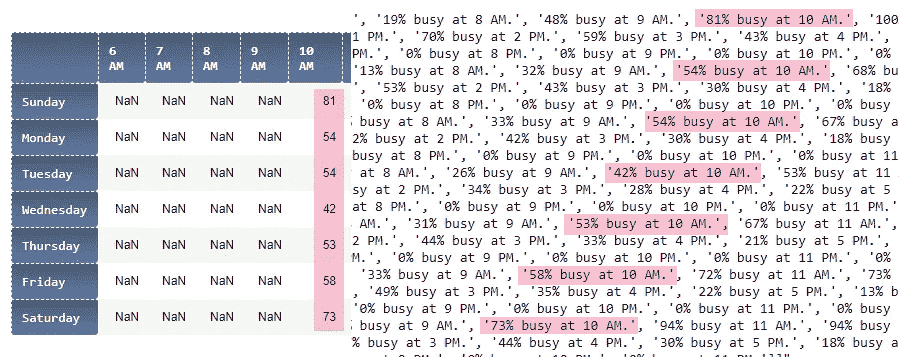 6 AM 7 AM 8 AM 9 AM 10 AM
Sunday NaN NaN NaN NaN 81
Monday NaN NaN NaN NaN 54
Tuesday NaN NaN NaN NaN 54
Wednesday NaN NaN NaN NaN 42
Thursday NaN NaN NaN NaN 53
Friday NaN NaN NaN NaN 58
Saturday NaN NaN NaN NaN 73
', '19% busy at 8 AM.', '48% busy at 9 AM.', '81% busy at 10 AM.', '100
1 PM.', '70% busy at 2 PM.', '59% busy at 3 PM.', '43% busy at 4 PM.',
PM.', '0% busy at 8 PM.', '0% busy at 9 PM.', '0% busy at 10 PM.', '0%
'13% busy at 8 AM.', '32% busy at 9 AM.', '54% busy at 10 AM.', '68% bu
', '53% busy at 2 PM.', '43% busy at 3 PM.', '30% busy at 4 PM.', '18%
'0% busy at 8 PM.', '0% busy at 9 PM.', '0% busy at 10 PM.', '0% busy
busy at 8 AM.', '33% busy at 9 AM.', '54% busy at 10 AM.', '67% busy a
2% busy at 2 PM.', '42% busy at 3 PM.', '30% busy at 4 PM.', '18% busy
busy at 8 PM.', '0% busy at 9 PM.', '0% busy at 10 PM.', '0% busy at 11
at 8 AM.', '26% busy at 9 AM.', '42% busy at 10 AM.', '53% busy at 11
sy at 2 PM.', '34% busy at 3 PM.', '28% busy at 4 PM.', '22% busy at 5
at 8 PM.', '0% busy at 9 PM.', '0% busy at 10 PM.', '0% busy at 11 PM.'
AM.', '31% busy at 9 AM.', '53% busy at 10 AM.', '67% busy at 11 AM.',
2 PM.', '44% busy at 3 PM.', '33% busy at 4 PM.', '21% busy at 5 PM.',
M.', '0% busy at 9 PM.', '0% busy at 10 PM.', '0% busy at 11 PM.', '0%
'33% busy at 9 AM.', '58% busy at 10 AM.', '72% busy at 11 AM.', '73%
, '49% busy at 3 PM.', '35% busy at 4 PM.', '22% busy at 5 PM.', '13% b
'0% busy at 9 PM.', '0% busy at 10 PM.', '0% busy at 11 PM.', '0% busy
busy at 9 AM.', '73% busy at 10 AM.', '94% busy at 11 AM.', '94% busy
% busy at 3 PM.', '44% busy at 4 PM.', '30% busy at 5 PM.', '18% busy a